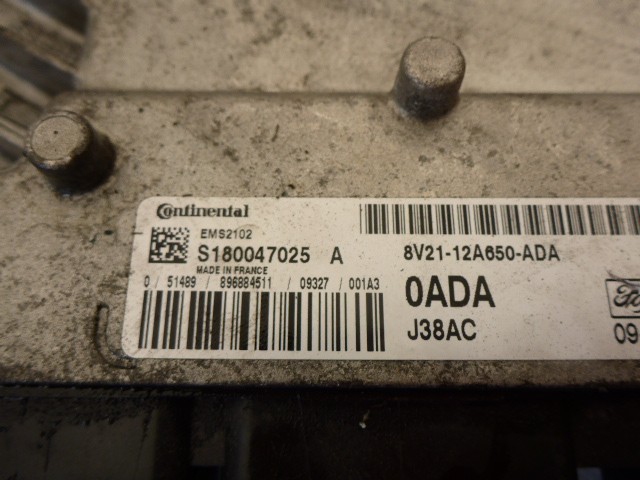 Continental
EMS2102
S180047025 A
MADE IN FRANCE
0 / 51489 / 896884511 / 09327 / 001A3
8V21-12A650-ADA
0ADA
J38AC
09